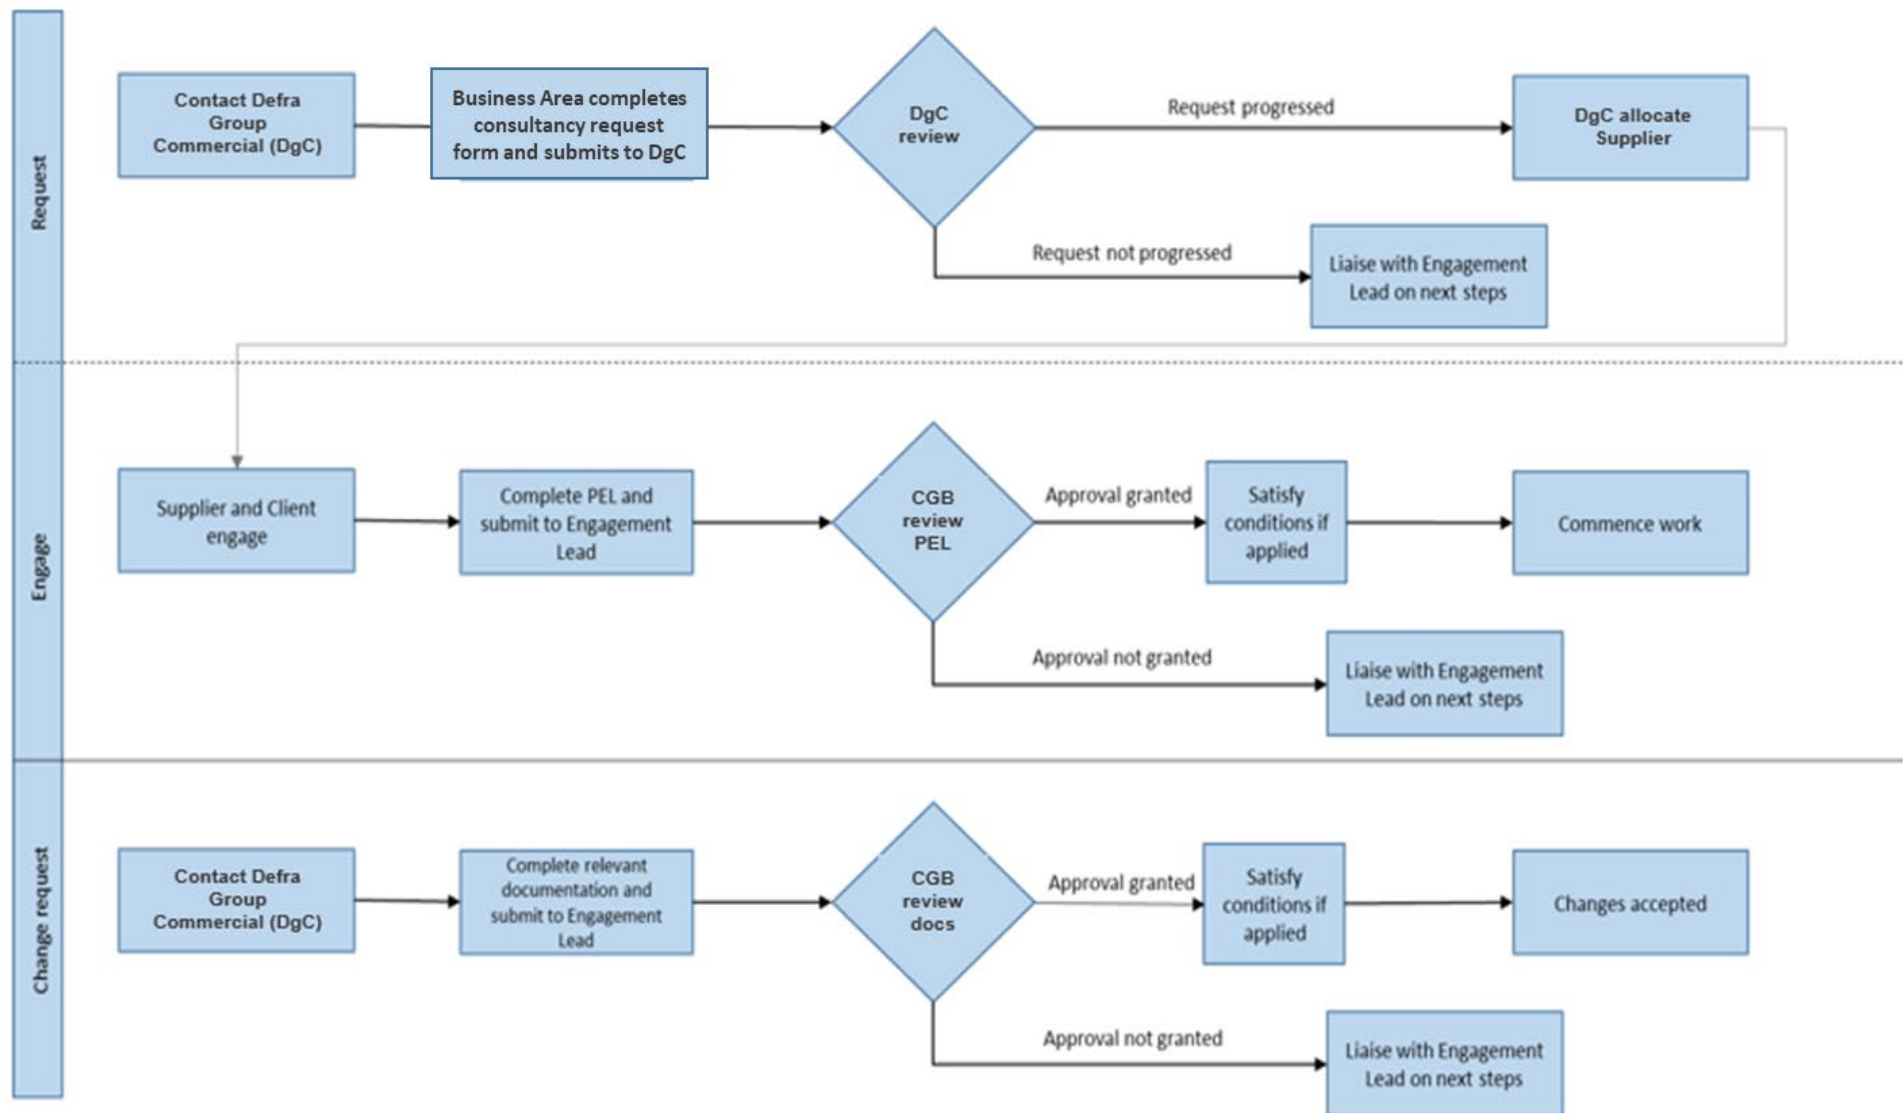 Request
Contact Defra
Group
Commercial (DgC)
Business Area completes
consultancy request
form and submits to DgC
DgC
review
Request progressed
DgC allocate
Supplier
Request not progressed
Liaise with Engagement
Lead on next steps
Engage
Supplier and Client
engage
Complete PEL and
submit to Engagement
Lead
CGB
review
PEL
Approval granted
Satisfy
conditions if
applied
Commence work
Approval not granted
Liaise with Engagement
Lead on next steps
Change request
Contact Defra
Group
Commercial (DgC)
Complete relevant
documentation and
submit to Engagement
Lead
CGB
review
docs
Approval granted
Satisfy
conditions if
applied
Changes accepted
Approval not granted
Liaise with Engagement
Lead on next steps